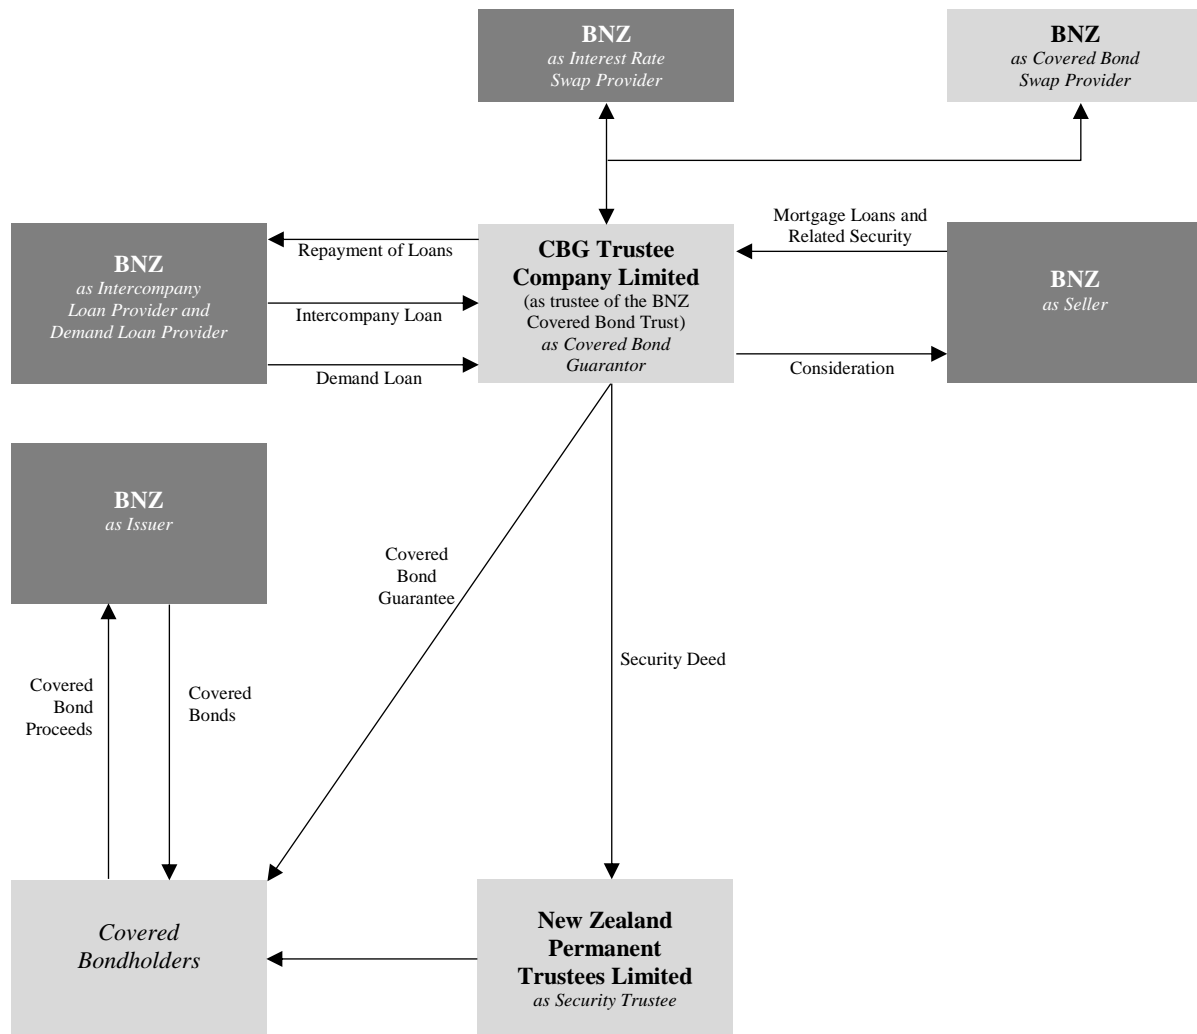 BNZ
as Interest Rate
Swap Provider
BNZ
as Covered Bond
Swap Provider
BNZ
as Intercompany
Loan Provider and
Demand Loan Provider
Repayment of Loans
Intercompany Loan
Demand Loan
CBG Trustee
Company Limited
(as trustee of the BNZ
Covered Bond Trust)
as Covered Bond
Guarantor
Mortgage Loans and
Related Security
Consideration
BNZ
as Seller
BNZ
as Issuer
Covered
Bond
Guarantee
Security Deed
Covered
Bond
Proceeds
Covered
Bonds
Covered
Bondholders
New Zealand
Permanent
Trustees Limited
as Security Trustee